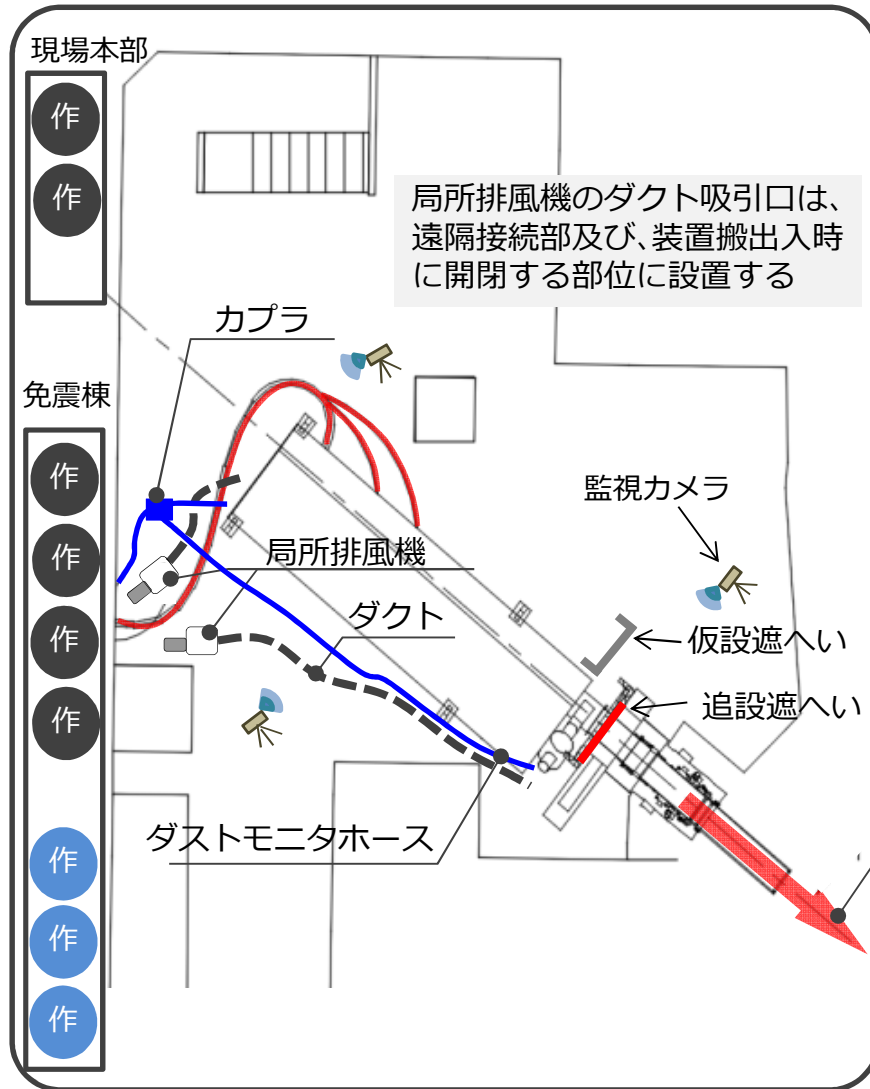 現場本部
作
作
局所排風機のダクト吸引口は、
遠隔接続部及び、装置搬出入時
に開閉する部位に設置する
カプラ
免震棟
作
作
作
作
作
作
作
監視カメラ
局所排風機
ダクト
仮設遮へい
追設遮へい
ダストモニタホース